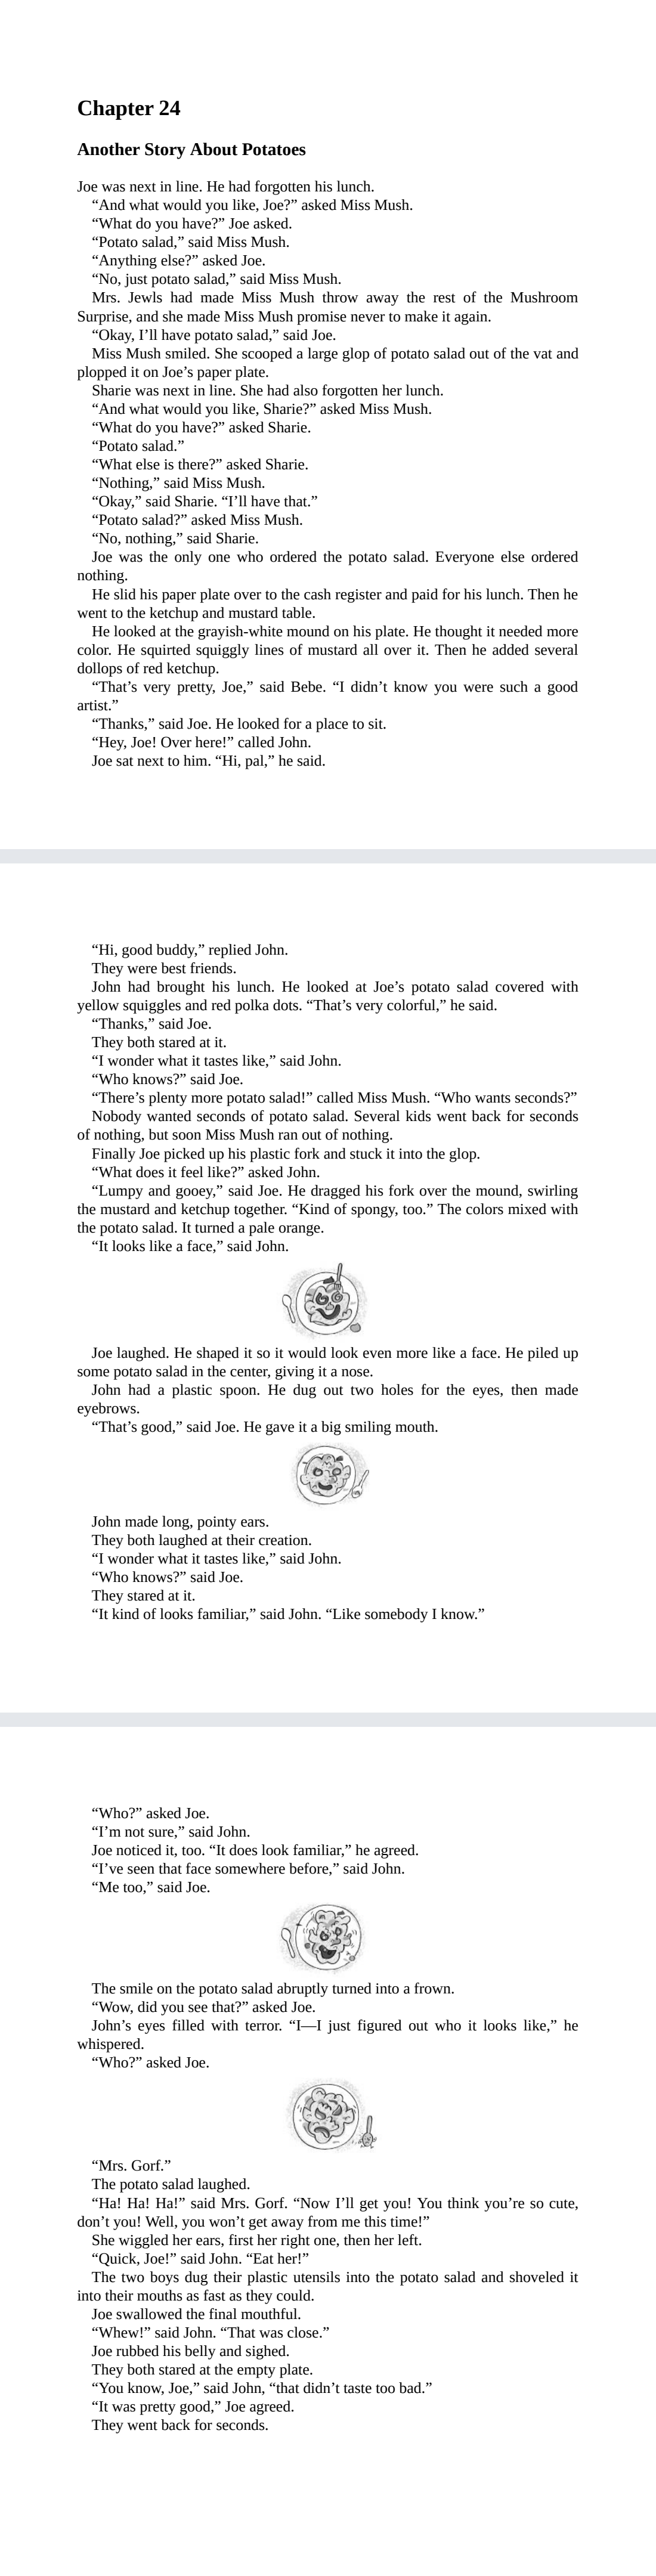 Chapter 24
Another Story About Potatoes
Joe was next in line. He had forgotten his lunch.
“And what would you like, Joe?” asked Miss Mush.
“What do you have?” Joe asked.
“Potato salad,” said Miss Mush.
“Anything else?” asked Joe.
“No, just potato salad,” said Miss Mush.
Mrs. Jewls had made Miss Mush throw away the rest of the Mushroom
Surprise, and she made Miss Mush promise never to make it again.
“Okay, I’ll have potato salad,” said Joe.
Miss Mush smiled. She scooped a large glop of potato salad out of the vat and
plopped it on Joe’s paper plate.
Sharie was next in line. She had also forgotten her lunch.
“And what would you like, Sharie?” asked Miss Mush.
“What do you have?” asked Sharie.
“Potato salad.”
“What else is there?” asked Sharie.
“Nothing,” said Miss Mush.
“Okay,” said Sharie. “I’ll have that.”
“Potato salad?” asked Miss Mush.
“No, nothing,” said Sharie.
Joe was the only one who ordered the potato salad. Everyone else ordered
nothing.
He slid his paper plate over to the cash register and paid for his lunch. Then he
went to the ketchup and mustard table.
He looked at the grayish-white mound on his plate. He thought it needed more
color. He squirted squiggly lines of mustard all over it. Then he added several
dollops of red ketchup.
“That’s very pretty, Joe,” said Bebe. “I didn’t know you were such a good
artist.”
“Thanks,” said Joe. He looked for a place to sit.
“Hey, Joe! Over here!” called John.
Joe sat next to him. “Hi, pal,” he said.
“Hi, good buddy,” replied John.
They were best friends.
John had brought his lunch. He looked at Joe’s potato salad covered with
yellow squiggles and red polka dots. “That’s very colorful,” he said.
“Thanks,” said Joe.
They both stared at it.
“I wonder what it tastes like,” said John.
“Who knows?” said Joe.
“There’s plenty more potato salad!” called Miss Mush. “Who wants seconds?”
Nobody wanted seconds of potato salad. Several kids went back for seconds
of nothing, but soon Miss Mush ran out of nothing.
Finally Joe picked up his plastic fork and stuck it into the glop.
“What does it feel like?” asked John.
“Lumpy and gooey,” said Joe. He dragged his fork over the mound, swirling
the mustard and ketchup together. “Kind of spongy, too.” The colors mixed with
the potato salad. It turned a pale orange.
“It looks like a face,” said John.
Joe laughed. He shaped it so it would look even more like a face. He piled up
some potato salad in the center, giving it a nose.
John had a plastic spoon. He dug out two holes for the eyes, then made
eyebrows.
“That’s good,” said Joe. He gave it a big smiling mouth.
John made long, pointy ears.
They both laughed at their creation.
“I wonder what it tastes like,” said John.
“Who knows?” said Joe.
They stared at it.
“It kind of looks familiar,” said John. “Like somebody I know.”
“Who?” asked Joe.
“I’m not sure,” said John.
Joe noticed it, too. “It does look familiar,” he agreed.
“I’ve seen that face somewhere before,” said John.
“Me too,” said Joe.
The smile on the potato salad abruptly turned into a frown.
“Wow, did you see that?” asked Joe.
John’s eyes filled with terror. “I—I just figured out who it looks like,” he
whispered.
“Who?” asked Joe.
“Mrs. Gorf.”
The potato salad laughed.
“Ha! Ha! Ha!” said Mrs. Gorf. “Now I’ll get you! You think you’re so cute,
don’t you! Well, you won’t get away from me this time!”
She wiggled her ears, first her right one, then her left.
“Quick, Joe!” said John. “Eat her!”
The two boys dug their plastic utensils into the potato salad and shoveled it
into their mouths as fast as they could.
Joe swallowed the final mouthful.
“Whew!” said John. “That was close.”
Joe rubbed his belly and sighed.
They both stared at the empty plate.
“You know, Joe,” said John, “that didn’t taste too bad.”
“It was pretty good,” Joe agreed.
They went back for seconds.